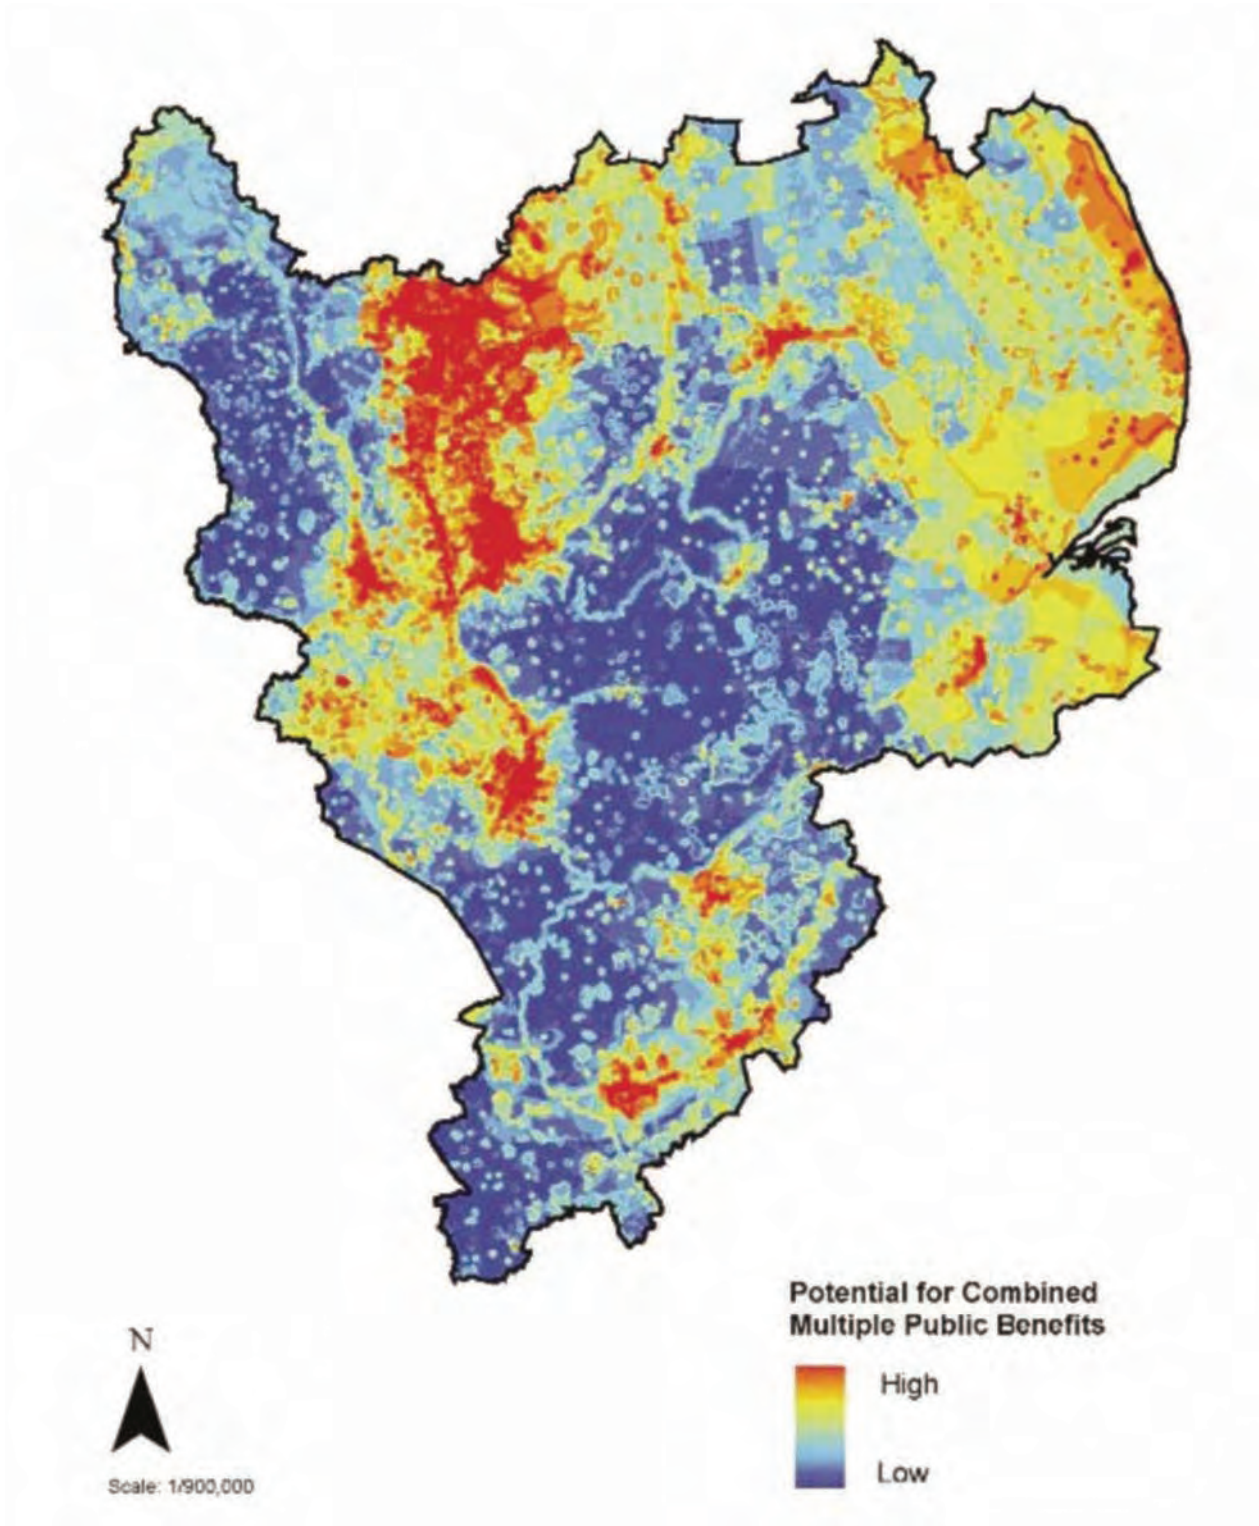 Potential for Combined
Multiple Public Benefits
High
Low
N
Scale: 1/900,000